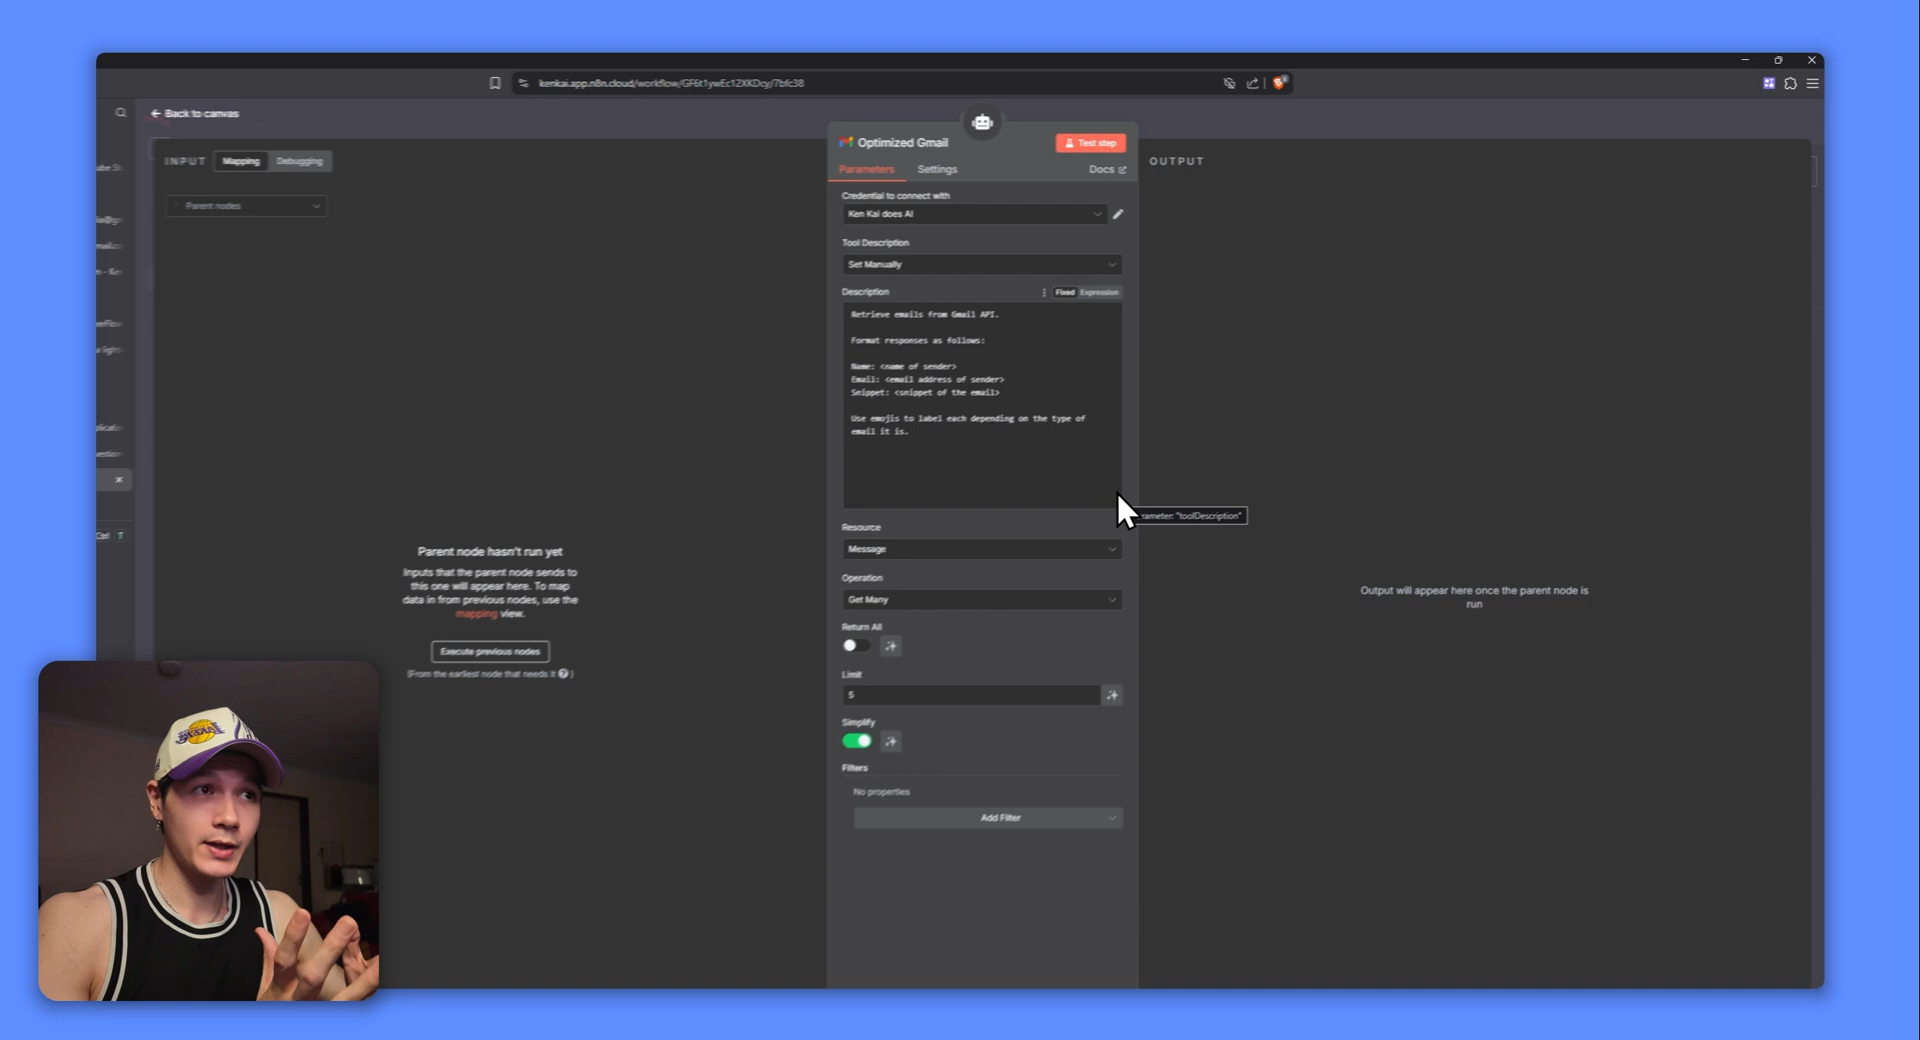 kenkai.app.n8n.cloud/workflow/GF6t1ywEc12XKDcy/7bfc38
Back to canvas
INPUT
Mapping
Debugging
Parent nodes
Optimized Gmail
Test step
Parameters
Settings
Docs
OUTPUT
Credential to connect with
Ken Kai does AI
Tool Description
Set Manually
Description
Fixed
Expression
Retrieve emails from Gmail API.
Format responses as follows:
Name: <name of sender>
Email: <email address of sender>
Snippet: <snippet of the email>
Use emojis to label each depending on the type of
email it is.
"toolDescription"
Resource
Message
Operation
Get Many
Return All
Limit
5
Simplify
Filters
No properties
Add Filter
Parent node hasn't run yet
Inputs that the parent node sends to
this one will appear here. To map
data in from previous nodes, use the
mapping view.
Execute previous nodes
(From the earliest node that needs it ?)
Output will appear here once the parent node is
run